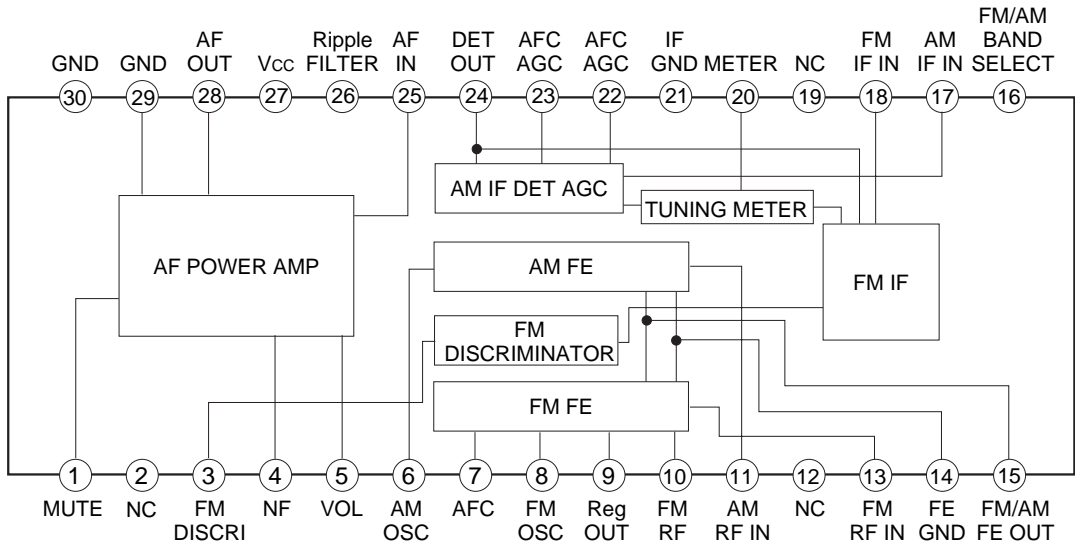 FM/AM
AF Ripple AF DET AFC AFC IF FM AM BAND
GND GND OUT Vcc FILTER IN OUT AGC AGC GND METER NC IF IN IF IN SELECT
30 29 28 27 26 25 24 23 22 21 20 19 18 17 16
AM IF DET AGC
TUNING METER
AF POWER AMP
AM FE
FM IF
FM
DISCRIMINATOR
FM FE
1 2 3 4 5 6 7 8 9 10 11 12 13 14 15
MUTE NC FM NF VOL AM AFC FM Reg FM AM NC FM FE FM/AM
DISCRI OSC OSC OUT RF RF IN RF IN GND FE OUT